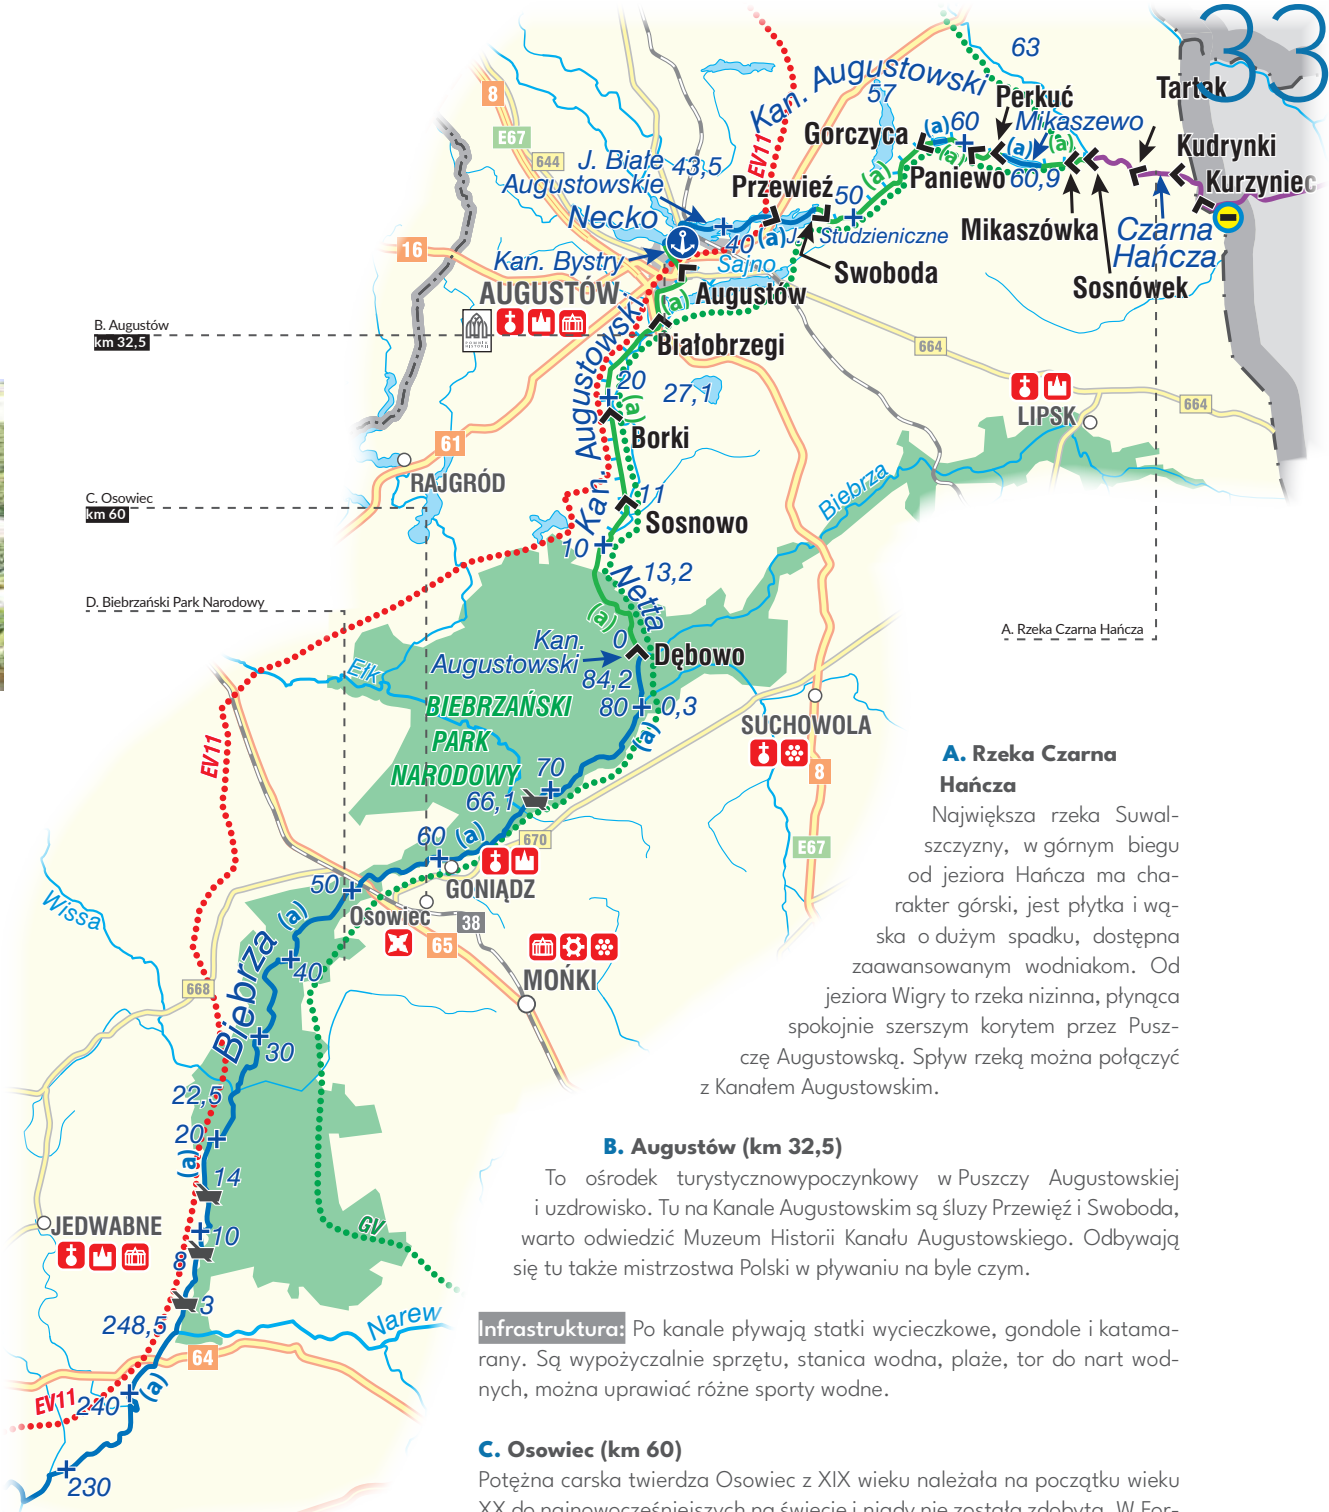 33
63
8
Kan. Augustowski
57
Perkuć
Tartak
E67
Gorczyca
(a)
60
Mikaszewo
644
J. Białe
Augustowskie
43,5
EV11
Przewięź
(a)
(a)
(a)
Kudrynki
Paniewo
60,9
Kurzyniec
Necko
50
(a)
Mikaszówka
Czarna
Hańcza
16
40
(a)
J. Studzieniczne
Kan. Bystry
Sajno
Swoboda
Sosnówek
AUGUSTÓW
(a)
Augustów
B. Augustów
km 32,5
Białobrzegi
664
Kan. Augustowski
20
27,1
(a)
LIPSK
664
61
Borki
RAJGRÓD
Biebrza
C. Osowiec
km 60
11
Sosnowo
10
Netta
13,2
D. Biebrzański Park Narodowy
(a)
A. Rzeka Czarna Hańcza
Kan.
Augustowski
0
Dębowo
Ełk
84,2
BIEBRZAŃSKI
PARK
NARODOWY
80
0,3
(a)
SUCHOWOLA
EV11
70
8
66,1
60
(a)
670
E67
50
GONIĄDZ
Osowiec
38
Wissa
(a)
65
Biebrza
40
MOŃKI
668
30
22,5
20
(a)
14
JEDWABNE
10
GV
8
3
248,5
Narew
64
EV11
240
(a)
230
A. Rzeka Czarna
Hańcza
Największa rzeka Suwal-
szczyzny, w górnym biegu
od jeziora Hańcza ma cha-
rakter górski, jest płytka i wą-
ska o dużym spadku, dostępna
zaawansowanym wodniakom. Od
jeziora Wigry to rzeka nizinna, płynąca
spokojnie szerszym korytem przez Pusz-
czę Augustowską. Spływ rzeką można połączyć
z Kanałem Augustowskim.
B. Augustów (km 32,5)
To ośrodek turystycznowypoczynkowy w Puszczy Augustowskiej
i uzdrowisko. Tu na Kanale Augustowskim są śluzy Przewięź i Swoboda,
warto odwiedzić Muzeum Historii Kanału Augustowskiego. Odbywają
się tu także mistrzostwa Polski w pływaniu na byle czym.
Infrastruktura: Po kanale pływają statki wycieczkowe, gondole i katama-
rany. Są wypożyczalnie sprzętu, stanica wodna, plaże, tor do nart wod-
nych, można uprawiać różne sporty wodne.
C. Osowiec (km 60)
Potężna carska twierdza Osowiec z XIX wieku należała na początku wieku
XX do najnowocześniejszych na świecie i nigdy nie została zdobyta. W For-